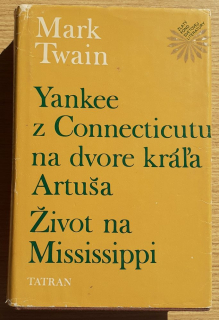 Mark
Twain
Yankee
z Connecticutu
na dvore kráľa
Artuša
Život na
Mississippi
TATRAN